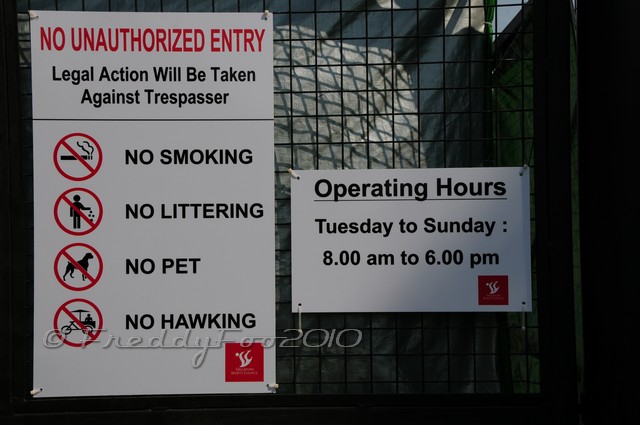 NO UNAUTHORIZED ENTRY
Legal Action Will Be Taken
Against Trespasser
NO SMOKING
NO LITTERING
NO PET
NO HAWKING
Operating Hours
Tuesday to Sunday :
8.00 am to 6.00 pm
© FreddyFoo2010